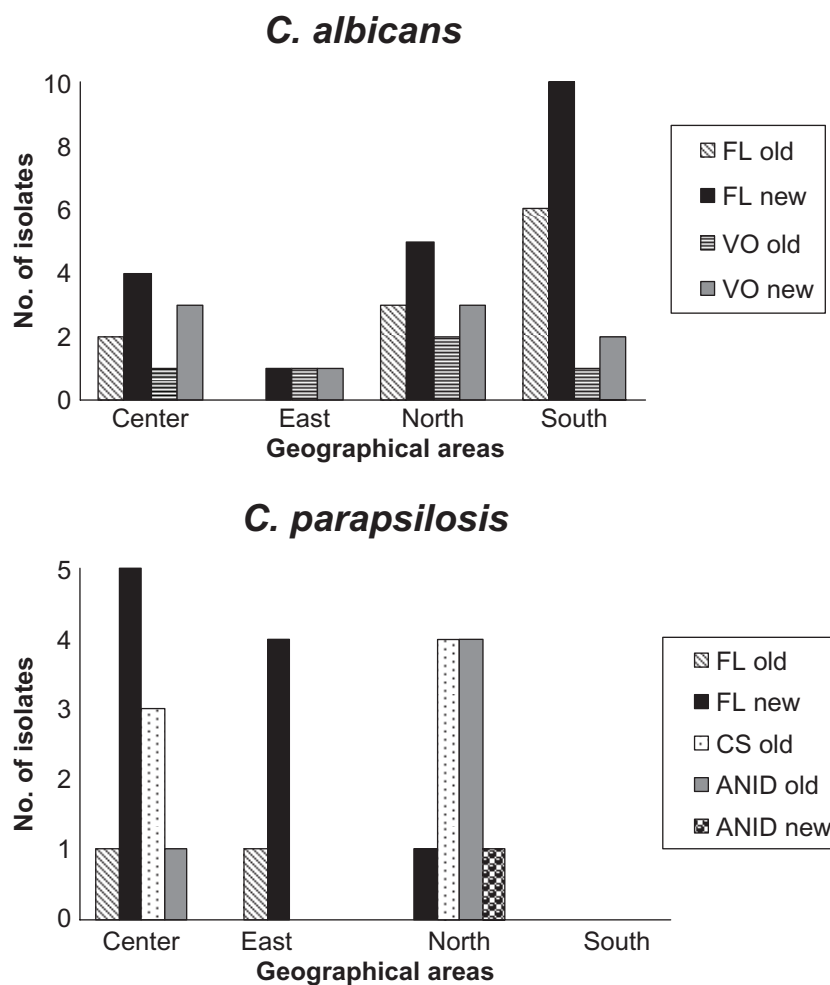 C. albicans
No. of isolates
10
8
6
4
2
0
Center East North South
Geographical areas
FL old
FL new
VO old
VO new
C. parapsilosis
No. of isolates
5
4
3
2
1
0
Center East North South
Geographical areas
FL old
FL new
CS old
ANID old
ANID new